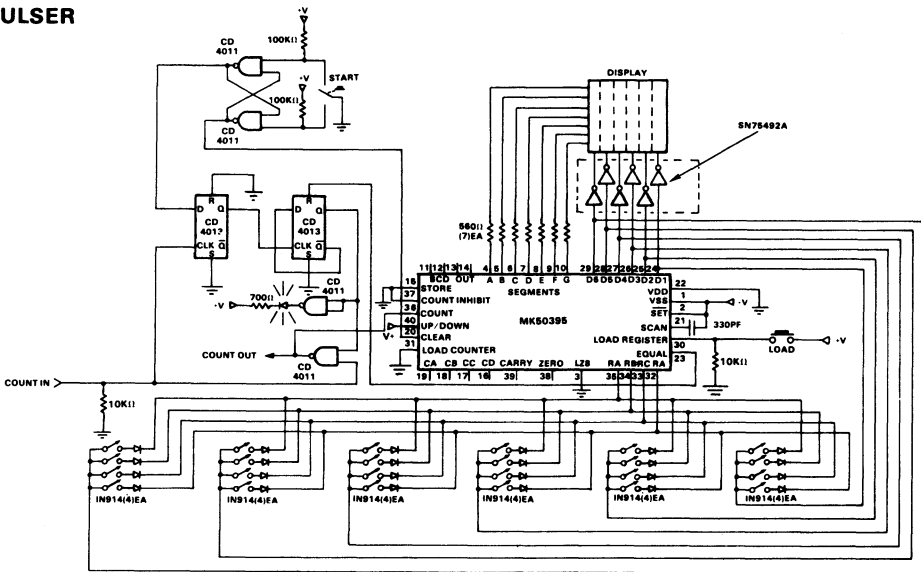 ULSER
-V
CD
4011
100KΩ
-V
START
100KΩ
CD
4011
DISPLAY
SN75492A
R
D Q
CD
401?
CLK Q
S
R
D Q
CD
4013
CLK Q
S
560Ω
(7)EA
CD
4011
-V
700Ω
11 12 13 14
BCD OUT
4 5 6 7 8 9 10
A B C D E F G
SEGMENTS
29 28 27 26 25 24
D6 D5 D4 D3 D2 D1
15 STORE
37 COUNT INHIBIT
36 COUNT
40 UP/DOWN
V+
20 CLEAR
31 LOAD COUNTER
MK50395
VDD 22
VSS 1
SET 2
-V
SCAN 21
330PF
LOAD REGISTER
30
EQUAL
23
LOAD
-V
10KΩ
COUNT OUT
CD
4011
CA CB CC CD CARRY ZERO LZB RA RB RC RA
19 18 17 16 39 38 3 35 34 33 32
COUNT IN
10KΩ
IN914(4)EA
IN914(4)EA
IN914(4)EA
IN914(4)EA
IN914(4)EA
IN914(4)EA